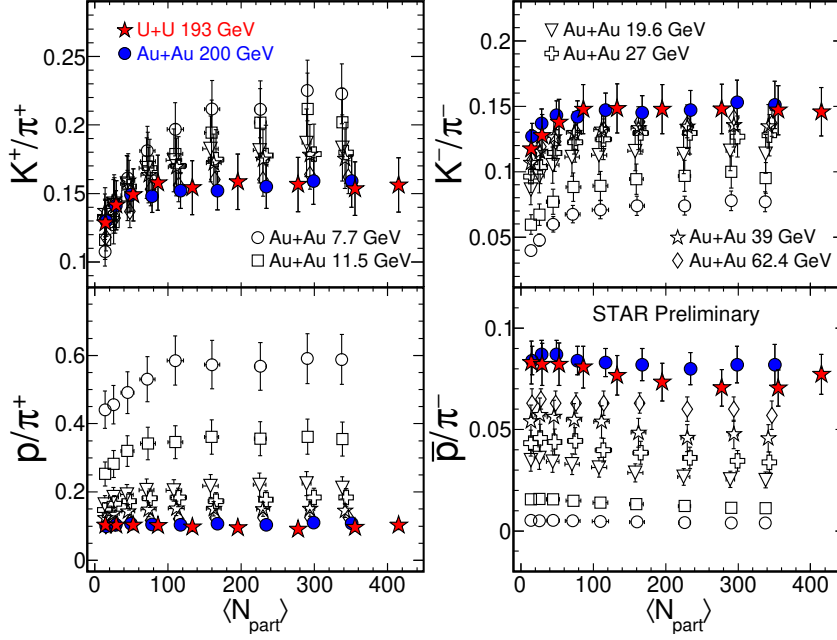 U+U 193 GeV
Au+Au 200 GeV
Au+Au 19.6 GeV
Au+Au 27 GeV
0.25
0.2
0.15
0.1
K⁺/π⁺
0.2
0.15
0.1
0.05
K⁻/π⁻
Au+Au 7.7 GeV
Au+Au 11.5 GeV
Au+Au 39 GeV
Au+Au 62.4 GeV
STAR Preliminary
0.6
0.4
0.2
0
p/π⁺
0.1
0.05
0
p̅/π⁻
0 100 200 300 400
⟨N_part⟩
0 100 200 300 400
⟨N_part⟩